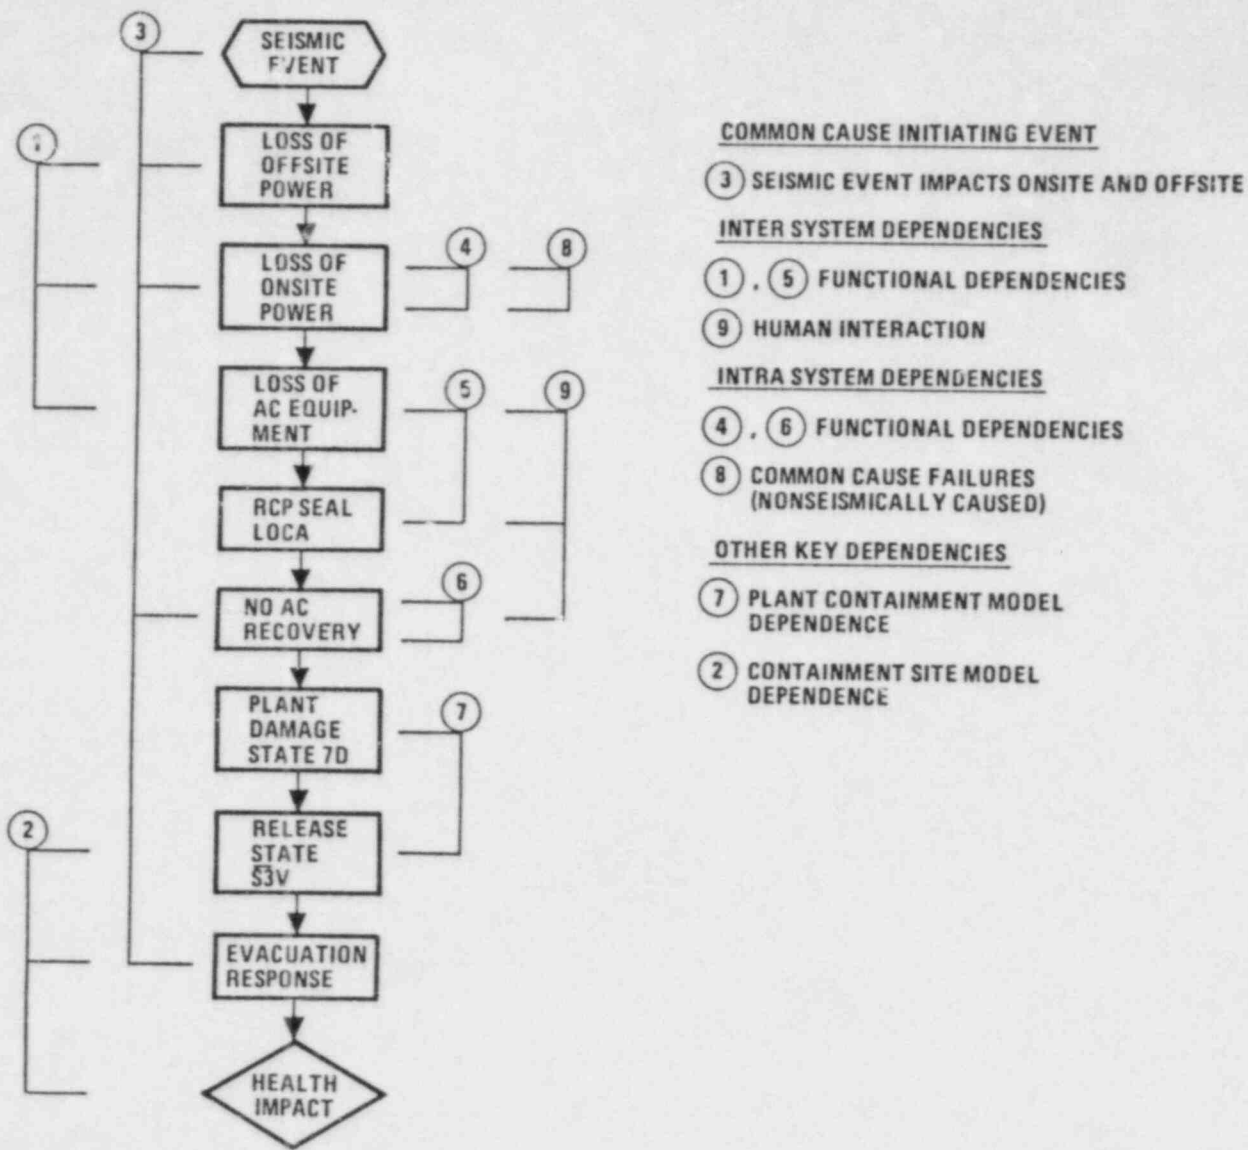 3
SEISMIC
EVENT
1
LOSS OF
OFFSITE
POWER
LOSS OF
ONSITE
POWER
4
8
LOSS OF
AC EQUIP-
MENT
5
9
RCP SEAL
LOCA
NO AC
RECOVERY
6
PLANT
DAMAGE
STATE 7D
7
2
RELEASE
STATE
S3V
EVACUATION
RESPONSE
HEALTH
IMPACT
COMMON CAUSE INITIATING EVENT
3 SEISMIC EVENT IMPACTS ONSITE AND OFFSITE
INTER SYSTEM DEPENDENCIES
1 , 5 FUNCTIONAL DEPENDENCIES
9 HUMAN INTERACTION
INTRA SYSTEM DEPENDENCIES
4 , 6 FUNCTIONAL DEPENDENCIES
8 COMMON CAUSE FAILURES
(NONSEISMICALLY CAUSED)
OTHER KEY DEPENDENCIES
7 PLANT CONTAINMENT MODEL
DEPENDENCE
2 CONTAINMENT SITE MODEL
DEPENDENCE